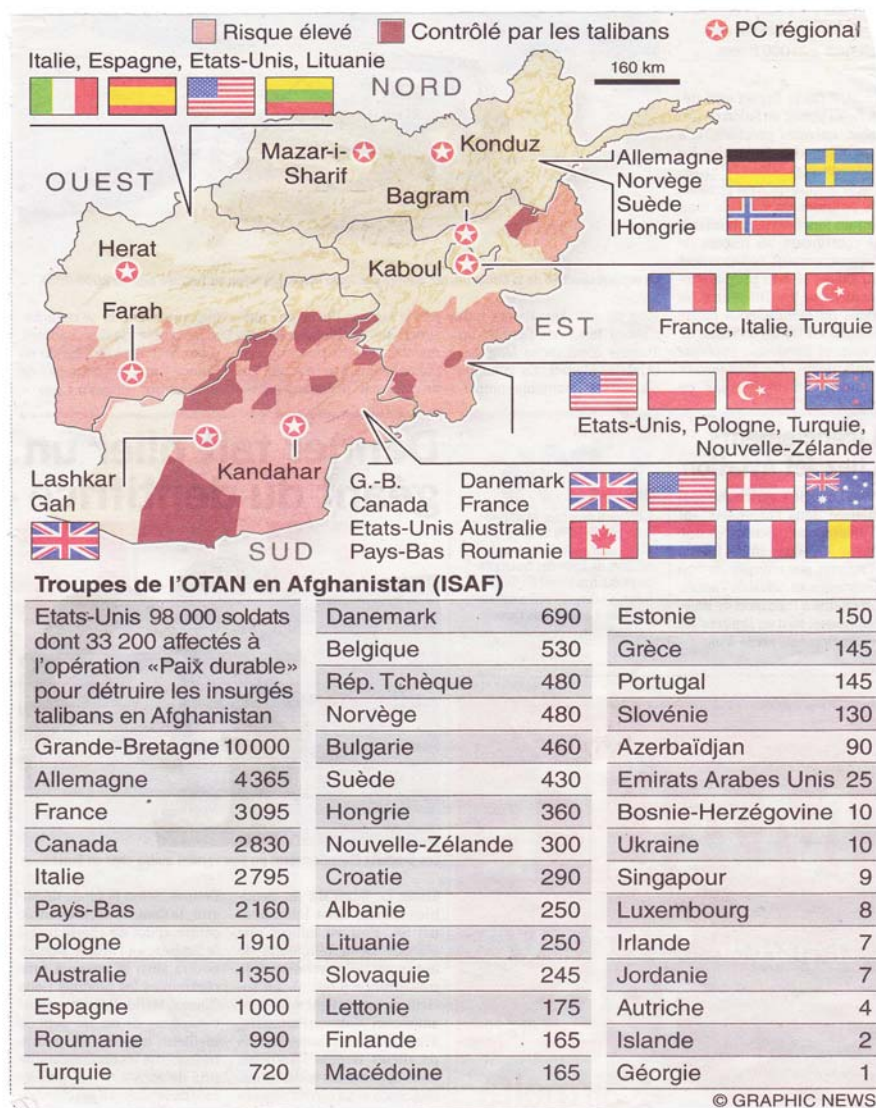 Risque élevé
Contrôlé par les talibans
PC régional
Italie, Espagne, Etats-Unis, Lituanie
160 km
NORD
Mazar-i-
Sharif
Konduz
Allemagne
Norvège
Suède
Hongrie
OUEST
Bagram
Herat
Kaboul
Farah
EST
France, Italie, Turquie
Etats-Unis, Pologne, Turquie,
Nouvelle-Zélande
Lashkar
Gah
Kandahar
SUD
G.-B.
Canada
Etats-Unis
Pays-Bas
Danemark
France
Australie
Roumanie
Troupes de l'OTAN en Afghanistan (ISAF)
Etats-Unis 98 000 soldats
dont 33 200 affectés à
l'opération «Paix durable»
pour détruire les insurgés
talibans en Afghanistan
Grande-Bretagne 10 000
Allemagne 4365
France 3095
Canada 2830
Italie 2795
Pays-Bas 2160
Pologne 1910
Australie 1350
Espagne 1000
Roumanie 990
Turquie 720
Danemark 690
Belgique 530
Rép. Tchèque 480
Norvège 480
Bulgarie 460
Suède 430
Hongrie 360
Nouvelle-Zélande 300
Croatie 290
Albanie 250
Lituanie 250
Slovaquie 245
Lettonie 175
Finlande 165
Macédoine 165
Estonie 150
Grèce 145
Portugal 145
Slovénie 130
Azerbaïdjan 90
Emirats Arabes Unis 25
Bosnie-Herzégovine 10
Ukraine 10
Singapour 9
Luxembourg 8
Irlande 7
Jordanie 7
Autriche 4
Islande 2
Géorgie 1
© GRAPHIC NEWS